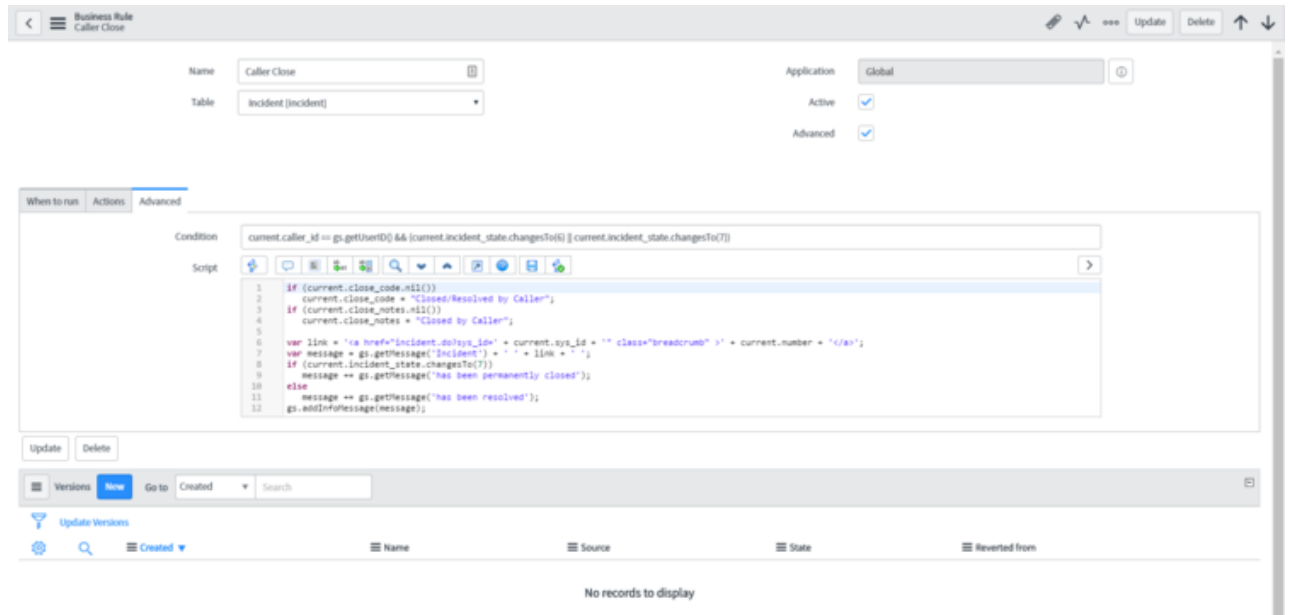 Business Rule
Caller Close
Update Delete
Name Caller Close
Application Global
Table Incident [incident]
Active
Advanced
When to run Actions Advanced
Condition current.caller_id == gs.getUserID() && (current.incident_state.changesTo(6) || current.incident_state.changesTo(7))
Script
1 if (current.close_code.nil())
2 current.close_code = "Closed/Resolved by Caller";
3 if (current.close_notes.nil())
4 current.close_notes = "Closed by Caller";
5
6 var link = '<a href="incident.do?sys_id=' + current.sys_id + '" class="breadcrumb" >' + current.number + '</a>';
7 var message = gs.getMessage('Incident') + ' ' + link + ' ';
8 if (current.incident_state.changesTo(7))
9 message += gs.getMessage('has been permanently closed');
10 else
11 message += gs.getMessage('has been resolved');
12 gs.addInfoMessage(message);
Update Delete
Versions New Go to Created Search
Update Versions
Created Name Source State Reverted from
No records to display